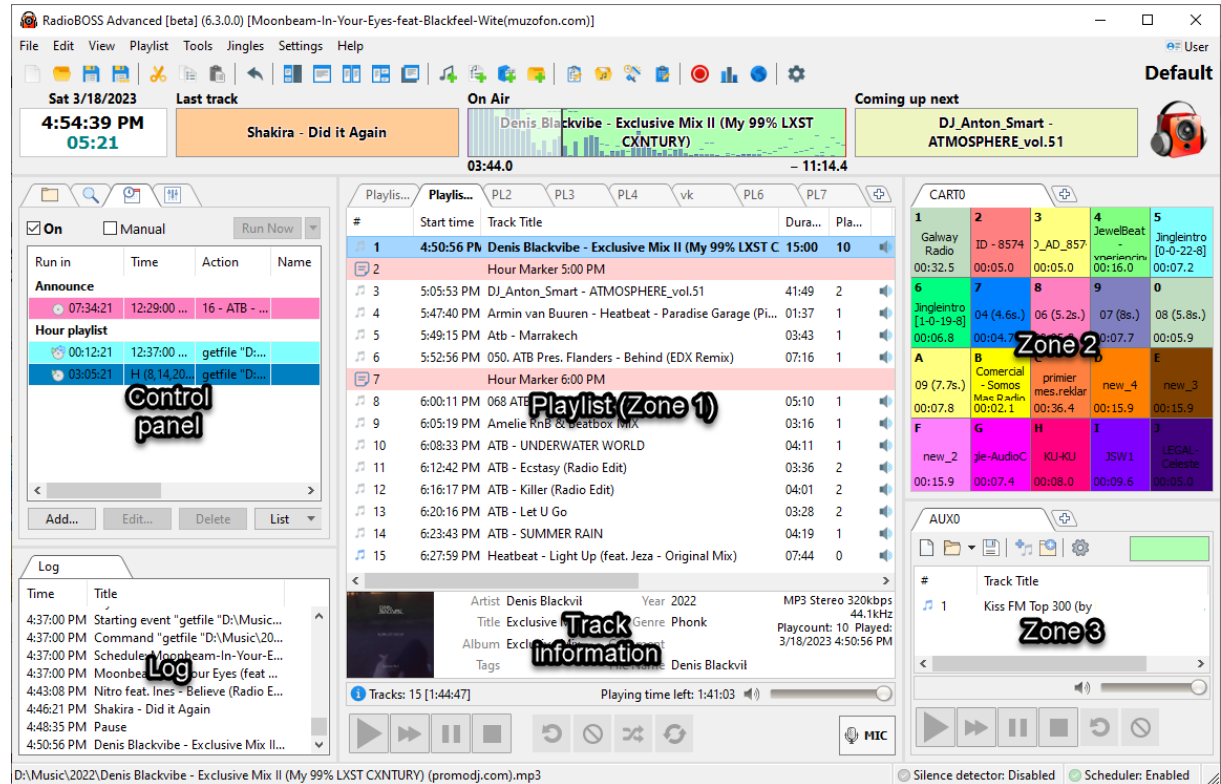 RadioBOSS Advanced [beta] (6.3.0.0) [Moonbeam-In-Your-Eyes-feat-Blackfeel-Wite(muzofon.com)]
File Edit View Playlist Tools Jingles Settings Help
User
Default
Sat 3/18/2023
4:54:39 PM
05:21
Last track
Shakira - Did it Again
On Air
Denis Blackvibe - Exclusive Mix II (My 99% LXST
CXNTURY)
03:44.0
– 11:14.4
Coming up next
DJ_Anton_Smart -
ATMOSPHERE_vol.51
On
Manual
Run Now
Run in Time Action Name
Announce
07:34:21 12:29:00 ... 16 - ATB - ...
Hour playlist
00:12:21 12:37:00 ... getfile "D:...
03:05:21 H (8,14,20... getfile "D:...
Control
panel
Add... Edit... Delete List
Log
Time Title
4:37:00 PM Starting event "getfile "D:\Music...
4:37:00 PM Command "getfile "D:\Music\20...
4:37:00 PM Schedule: Moonbeam-In-Your-E...
4:37:00 PM Eyes (feat ...
4:43:08 PM Nitro feat. Ines - Believe (Radio E...
4:46:21 PM Shakira - Did it Again
4:48:35 PM Pause
4:50:56 PM Denis Blackvibe - Exclusive Mix II...
Log
Playlis... Playlis... PL2 PL3 PL4 vk PL6 PL7
# Start time Track Title Dura... Pla...
1 4:50:56 PM Denis Blackvibe - Exclusive Mix II (My 99% LXST C 15:00 10
2 Hour Marker 5:00 PM
3 5:05:53 PM DJ_Anton_Smart - ATMOSPHERE_vol.51 41:49 2
4 5:47:40 PM Armin van Buuren - Heatbeat - Paradise Garage (Pi... 01:37 1
5 5:49:15 PM Atb - Marrakech 03:43 1
6 5:52:56 PM 050. ATB Pres. Flanders - Behind (EDX Remix) 07:16 1
7 Hour Marker 6:00 PM
8 6:00:11 PM 068 ATB 05:10 1
Playlist (Zone 1)
9 6:05:19 PM Amelie RnB & Beatbox MIX 03:16 1
10 6:08:33 PM ATB - UNDERWATER WORLD 04:11 1
11 6:12:42 PM ATB - Ecstasy (Radio Edit) 03:36 2
12 6:16:17 PM ATB - Killer (Radio Edit) 04:01 2
13 6:20:16 PM ATB - Let U Go 03:28 2
14 6:23:43 PM ATB - SUMMER RAIN 04:19 1
15 6:27:59 PM Heatbeat - Light Up (feat. Jeza - Original Mix) 07:44 0
Artist Denis Blackvil Year 2022
Title Exclusive Genre Phonk
Album
Tags Denis Blackvil
Track
information
MP3 Stereo 320kbps
44.1kHz
Playcount: 10 Played:
3/18/2023 4:50:56 PM
Tracks: 15 [1:44:47] Playing time left: 1:41:03
MIC
CART0
1 2 3 4 5
Galway
Radio
ID - 8574
D_AD_857
JewelBeat
-
Jingleintro
[0-0-22-8]
00:32.5 00:05.0 00:05.0 00:16.0 00:07.2
6 7 8 9 0
Jingleintro
[1-0-19-8]
04 (4.6s.) 06 (5.2s.) 07 (8s.) 08 (5.8s.)
00:06.8 00:04.7 00:07.7 00:05.9
Zone 2
A B E
09 (7.7s.)
Comercial
- Somos
Mas Radio
primier
mes.reklar
new_4 new_3
00:07.8 00:02.1 00:36.4 00:15.9 00:15.9
F G H I J
new_2 gle-AudioC KU-KU JSW1
LEGAL-
Celeste
00:15.9 00:07.4 00:08.0 00:09.6 00:05.0
AUX0
# Track Title
1 Kiss FM Top 300 (by
Zone 3
D:\Music\2022\Denis Blackvibe - Exclusive Mix II (My 99% LXST CXNTURY) (promodj.com).mp3
Silence detector: Disabled
Scheduler: Enabled